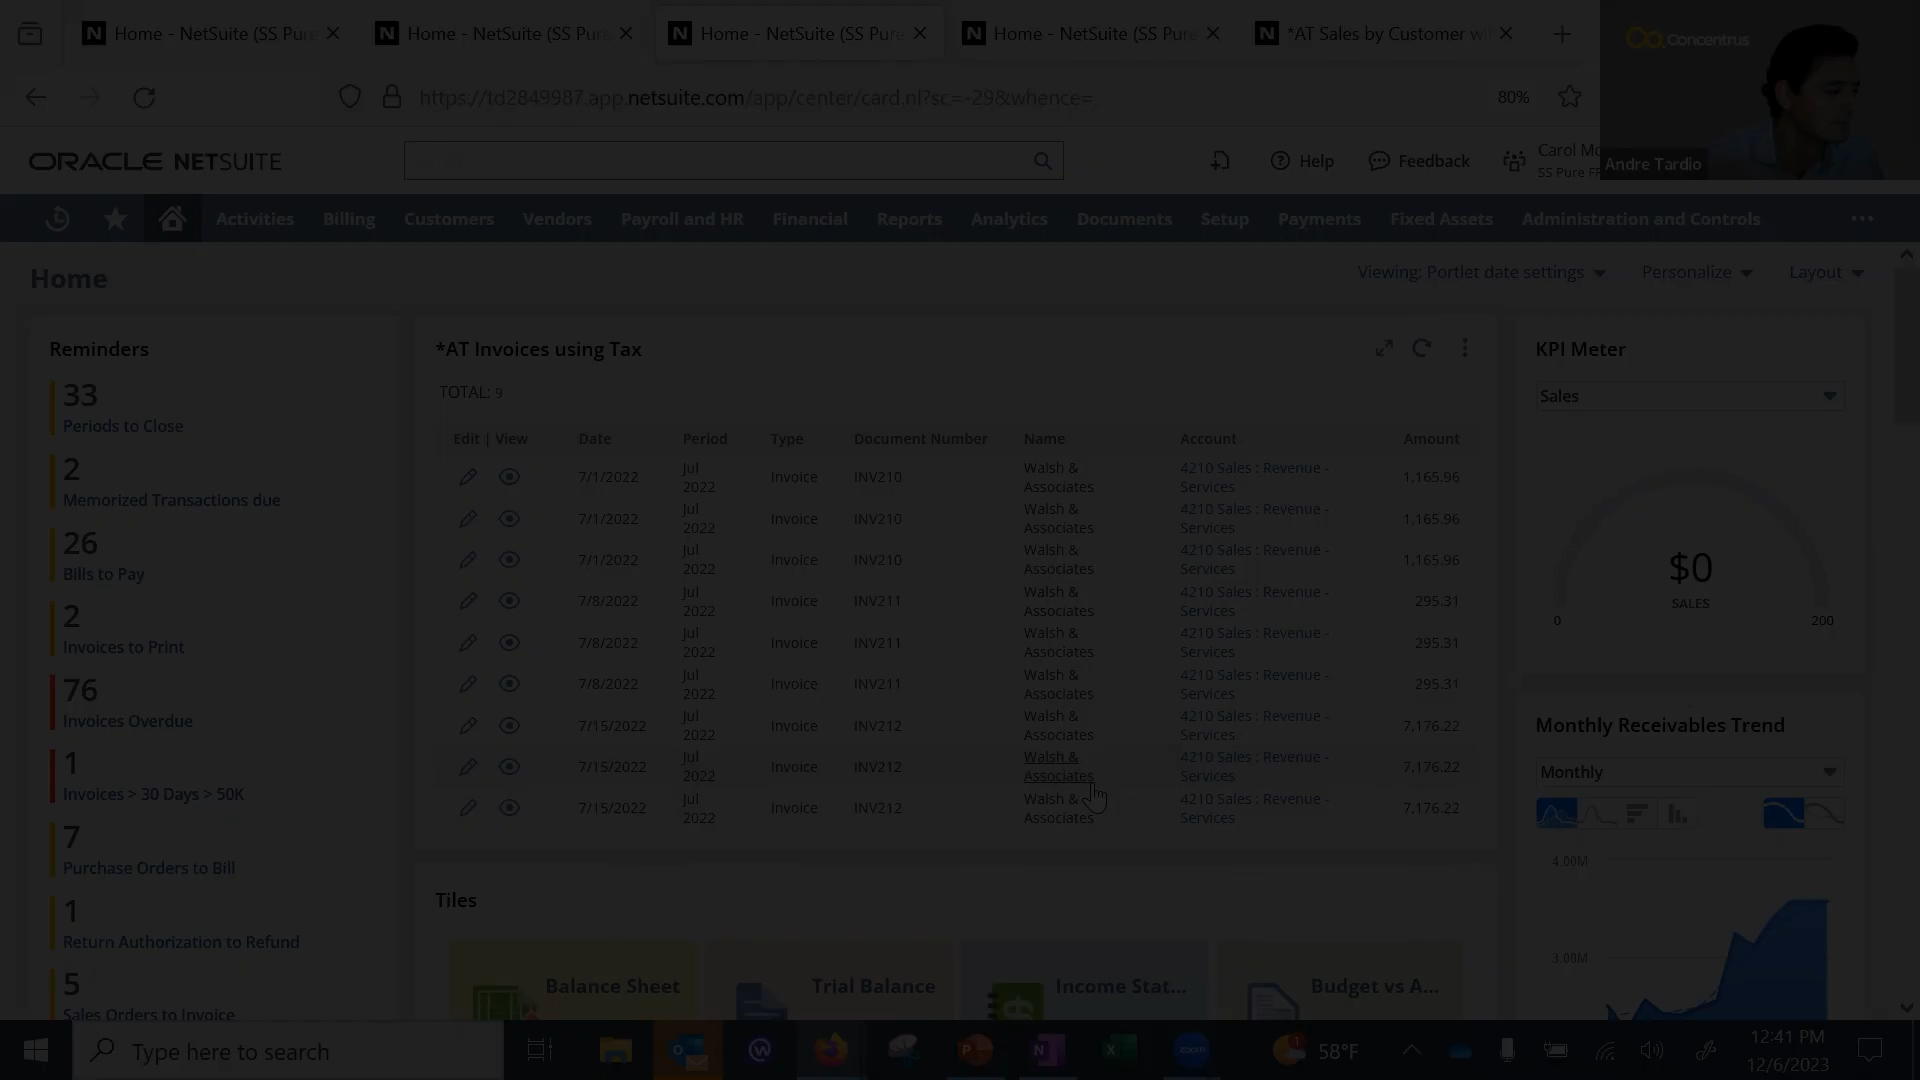 Home - NetSuite (SS Pure
Home - NetSuite (SS Pur
Home - NetSuite (SS Pure
Home - NetSuite (SS Pure
*AT Sales by Customer wi
Concentrus
https://td2849987.app.netsuite.com/app/center/card.nl?sc=-29&whence=
80%
ORACLE NETSUITE
Help
Feedback
Carol Mc
SS Pure FF
Andre Tardio
Activities Billing Customers Vendors Payroll and HR Financial Reports Analytics Documents Setup Payments Fixed Assets Administration and Controls
Home
Viewing: Portlet date settings
Personalize
Layout
Reminders
33
Periods to Close
2
Memorized Transactions due
26
Bills to Pay
2
Invoices to Print
76
Invoices Overdue
1
Invoices > 30 Days > 50K
7
Purchase Orders to Bill
1
Return Authorization to Refund
5
Sales Orders to Invoice
*AT Invoices using Tax
TOTAL: 9
Edit | View Date Period Type Document Number Name Account Amount
7/1/2022 Jul 2022 Invoice INV210 Walsh & Associates 4210 Sales : Revenue - Services 1,165.96
7/1/2022 Jul 2022 Invoice INV210 Walsh & Associates 4210 Sales : Revenue - Services 1,165.96
7/1/2022 Jul 2022 Invoice INV210 Walsh & Associates 4210 Sales : Revenue - Services 1,165.96
7/8/2022 Jul 2022 Invoice INV211 Walsh & Associates 4210 Sales : Revenue - Services 295.31
7/8/2022 Jul 2022 Invoice INV211 Walsh & Associates 4210 Sales : Revenue - Services 295.31
7/8/2022 Jul 2022 Invoice INV211 Walsh & Associates 4210 Sales : Revenue - Services 295.31
7/15/2022 Jul 2022 Invoice INV212 Walsh & Associates 4210 Sales : Revenue - Services 7,176.22
7/15/2022 Jul 2022 Invoice INV212 Walsh & Associates 4210 Sales : Revenue - Services 7,176.22
7/15/2022 Jul 2022 Invoice INV212 Walsh & Associates 4210 Sales : Revenue - Services 7,176.22
Tiles
Balance Sheet
Trial Balance
Income Stat...
Budget vs A...
KPI Meter
Sales
$0
SALES
0
200
Monthly Receivables Trend
Monthly
4.00M
3.00M
Type here to search
zoom
58°F
12:41 PM
12/6/2023